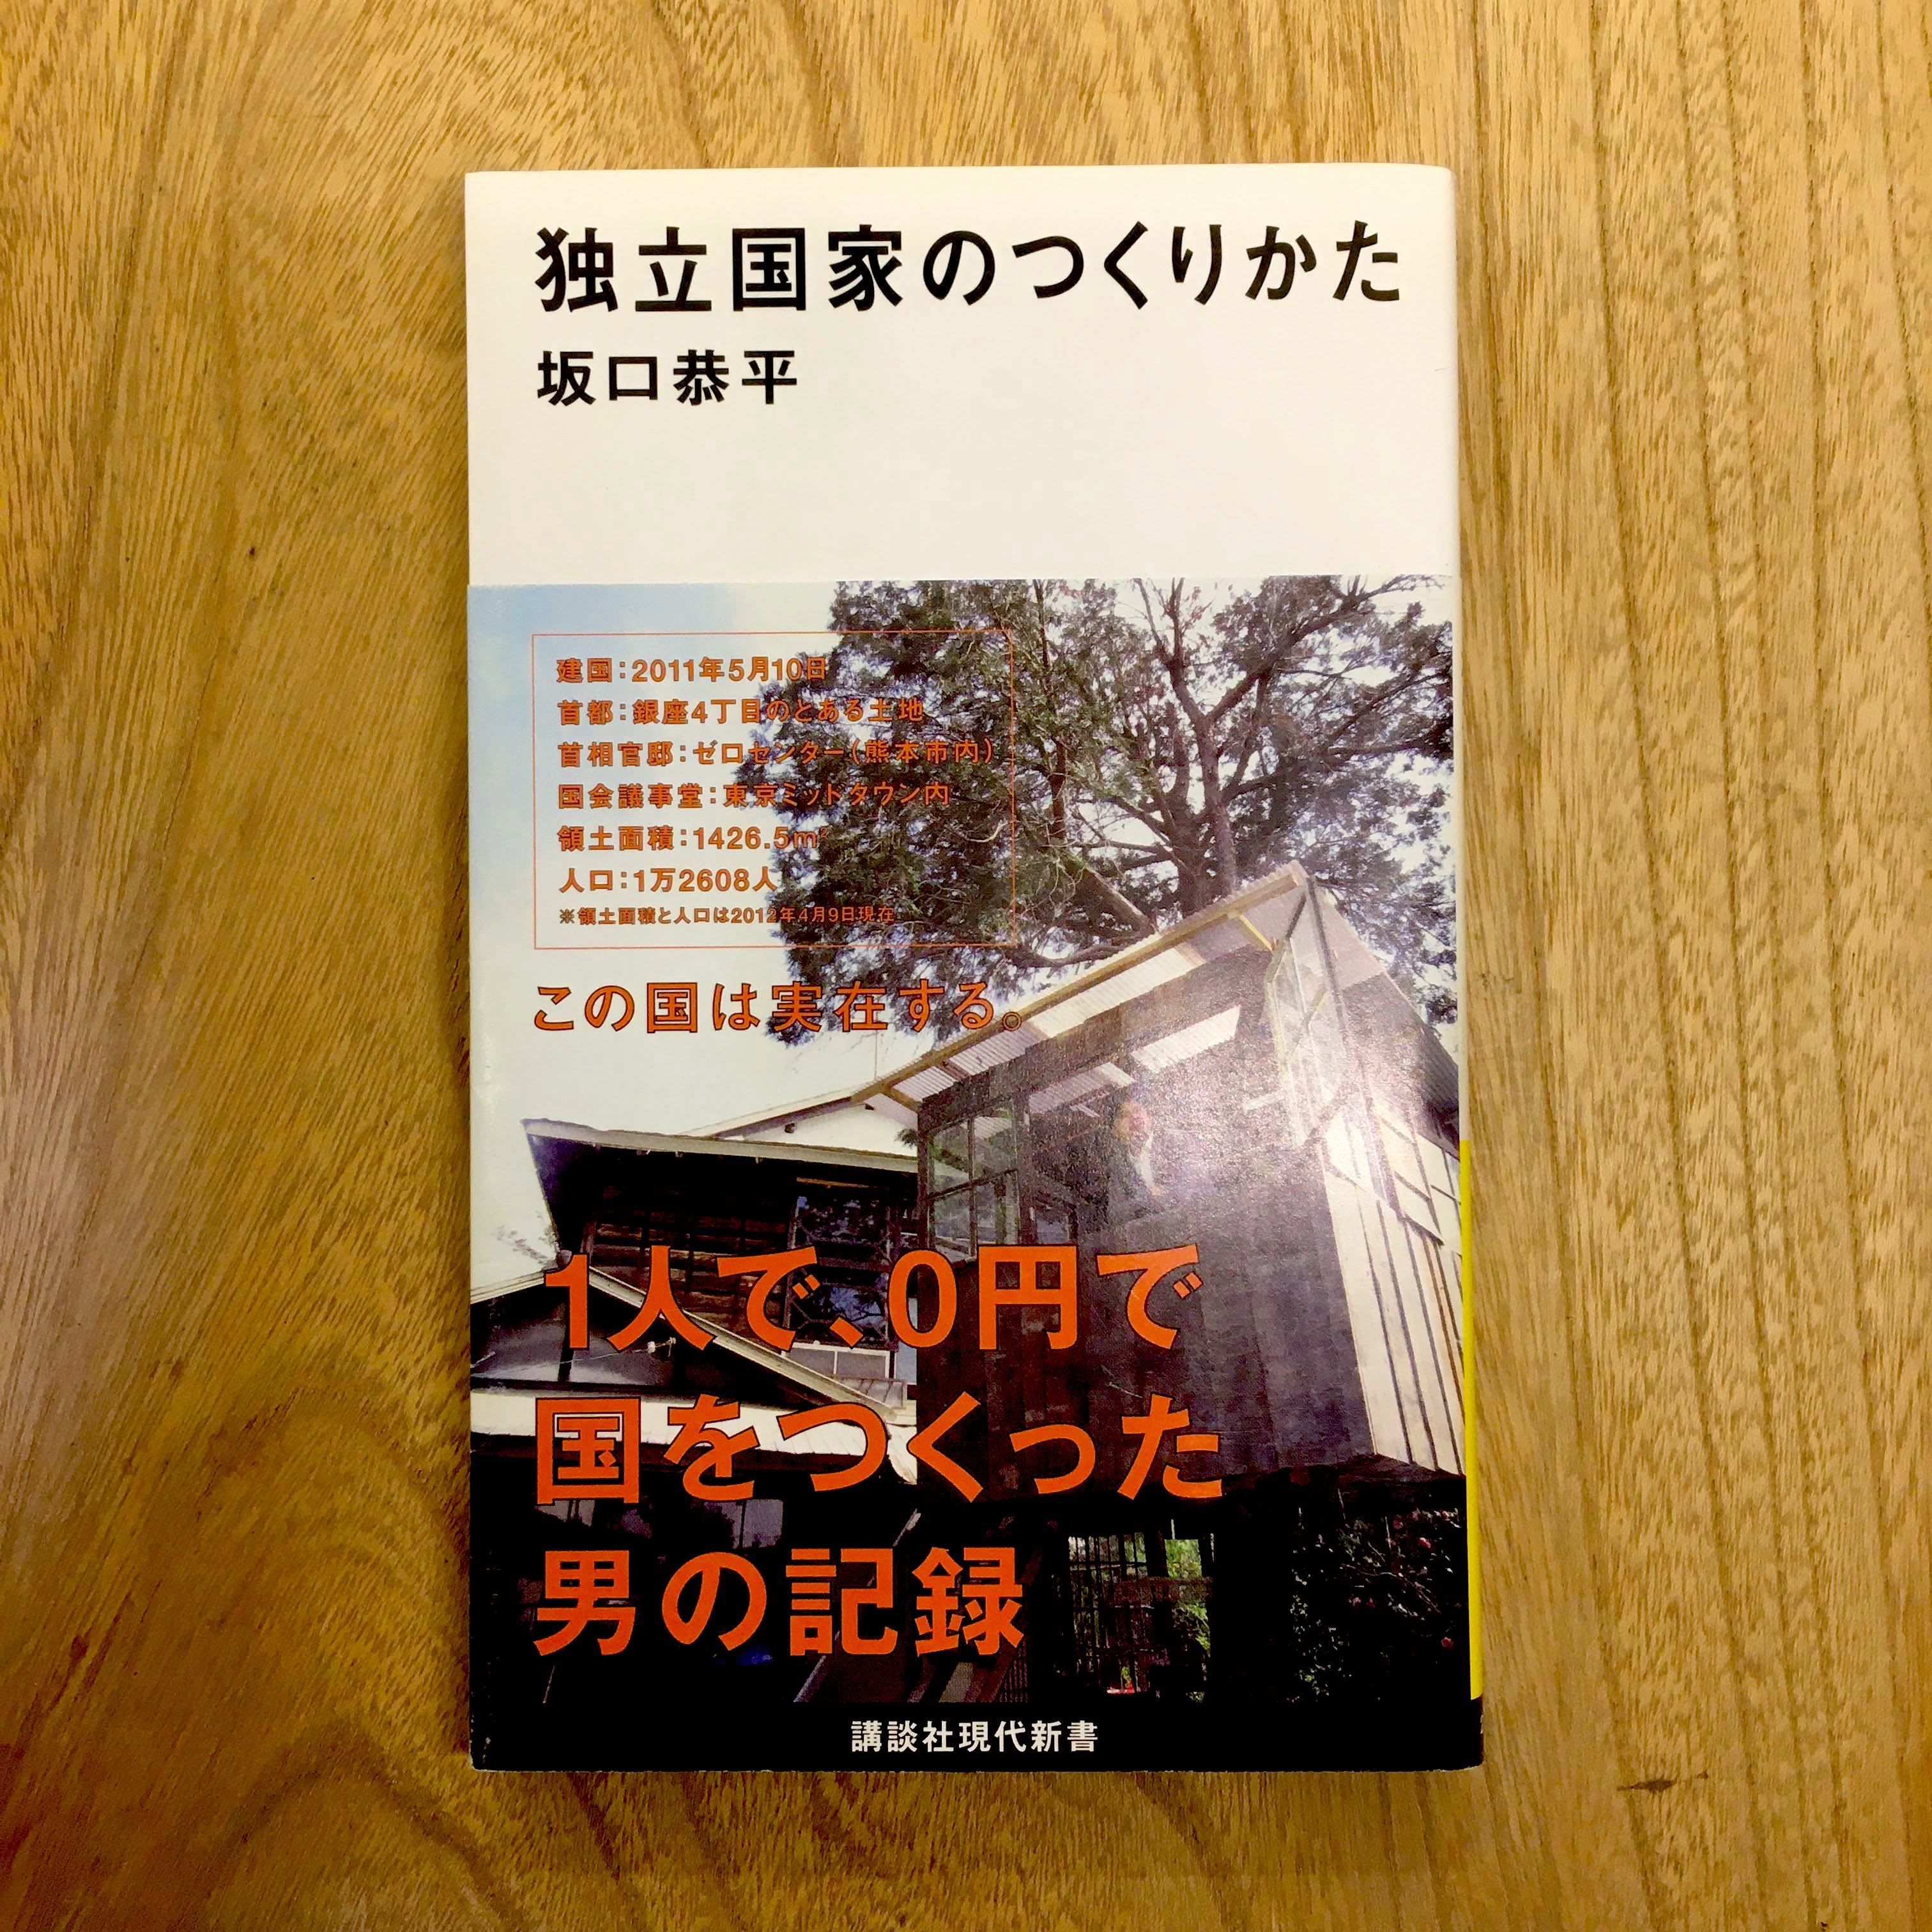 独立国家のつくりかた
坂口恭平
建国：2011年5月10日
首都：銀座4丁目のとある土地
首相官邸：ゼロセンター（熊本市内）
国会議事堂：東京ミッドタウン内
領土面積：1426.5m²
人口：1万2608人
※領土面積と人口は2012年4月9日現在
この国は実在する。
1人で、0円で
国をつくった
男の記録
講談社現代新書